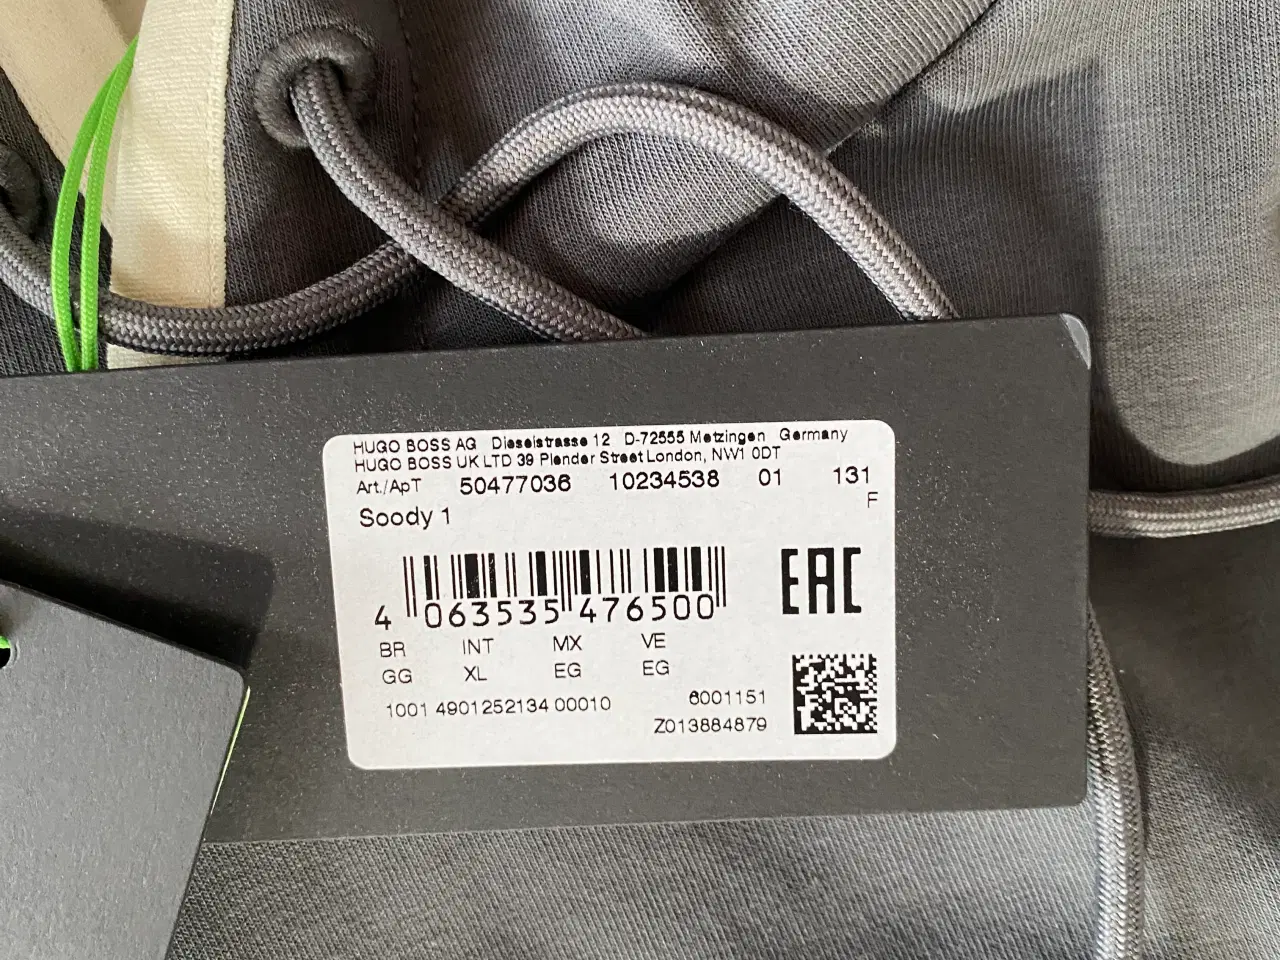 HUGO BOSS AG Dieselstrasse 12 D-72555 Metzingen Germany
HUGO BOSS UK LTD 39 Plender Street London, NW1 0DT
Art./ApT 50477036 10234538 01 131
F
Soody 1
EAC
4 063535 476500
BR INT MX VE
GG XL EG EG
1001 4901252134 00010 6001151
Z013884879